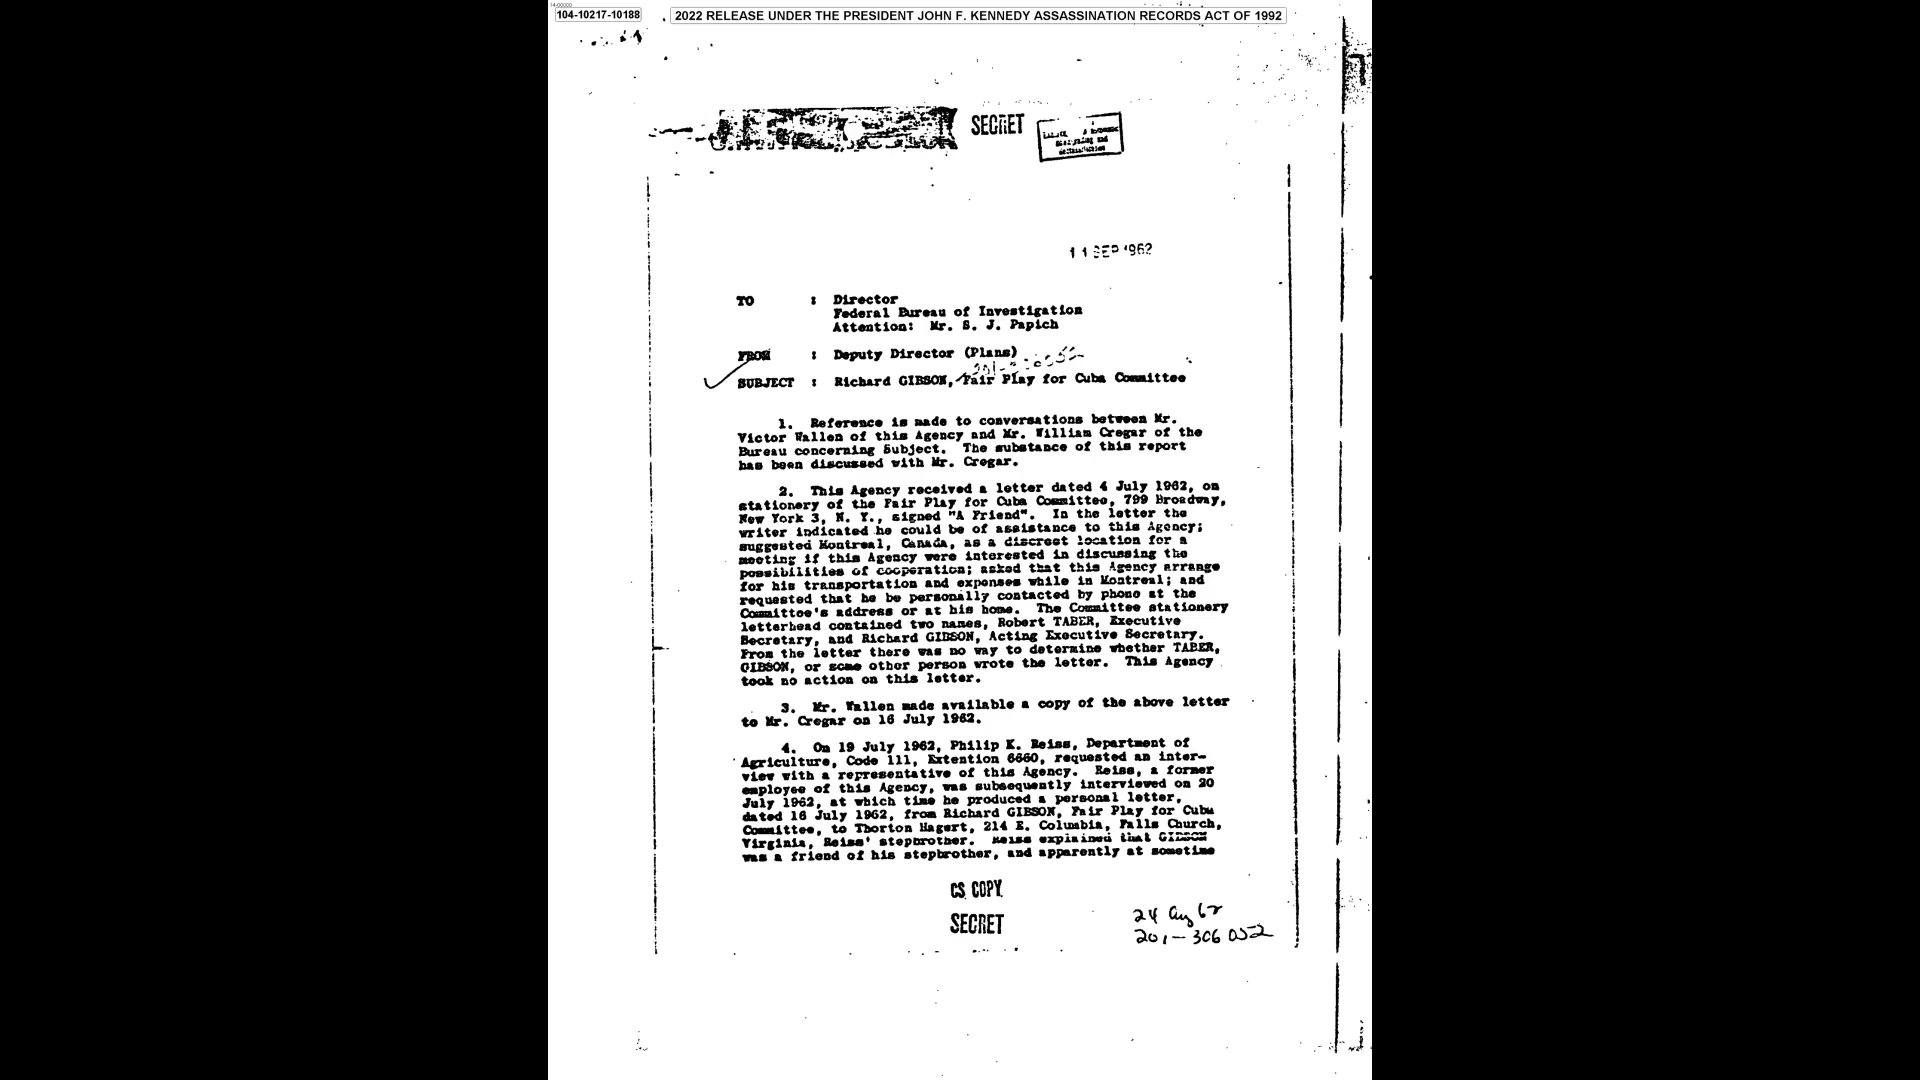 14-00000
104-10217-10188
2022 RELEASE UNDER THE PRESIDENT JOHN F. KENNEDY ASSASSINATION RECORDS ACT OF 1992
SECRET
11 SEP 1962
TO : Director
Federal Bureau of Investigation
Attention: Mr. S. J. Papich
FROM : Deputy Director (Plans)
SUBJECT : Richard GIBSON, Fair Play for Cuba Committee
1. Reference is made to conversations between Mr.
Victor Wallen of this Agency and Mr. William Cregar of the
Bureau concerning Subject. The substance of this report
has been discussed with Mr. Cregar.
2. This Agency received a letter dated 4 July 1962, on
stationery of the Fair Play for Cuba Committee, 799 Broadway,
New York 3, N. Y., signed "A Friend". In the letter the
writer indicated he could be of assistance to this Agency;
suggested Montreal, Canada, as a discreet location for a
meeting if this Agency were interested in discussing the
possibilities of cooperation; asked that this Agency arrange
for his transportation and expenses while in Montreal; and
requested that he be personally contacted by phone at the
Committee's address or at his home. The Committee stationery
letterhead contained two names, Robert TABER, Executive
Secretary, and Richard GIBSON, Acting Executive Secretary.
From the letter there was no way to determine whether TABER,
GIBSON, or some other person wrote the letter. This Agency
took no action on this letter.
3. Mr. Wallen made available a copy of the above letter
to Mr. Cregar on 16 July 1962.
4. On 19 July 1962, Philip K. Reiss, Department of
Agriculture, Code 111, Extention 6660, requested an inter-
view with a representative of this Agency. Reiss, a former
employee of this Agency, was subsequently interviewed on 20
July 1962, at which time he produced a personal letter,
dated 16 July 1962, from Richard GIBSON, Fair Play for Cuba
Committee, to Thorton Hagert, 214 E. Columbia, Falls Church,
Virginia, Reiss' stepbrother. Reiss explained that GIBSON
was a friend of his stepbrother, and apparently at sometime
CS COPY
SECRET
24 Aug 62
201-306052